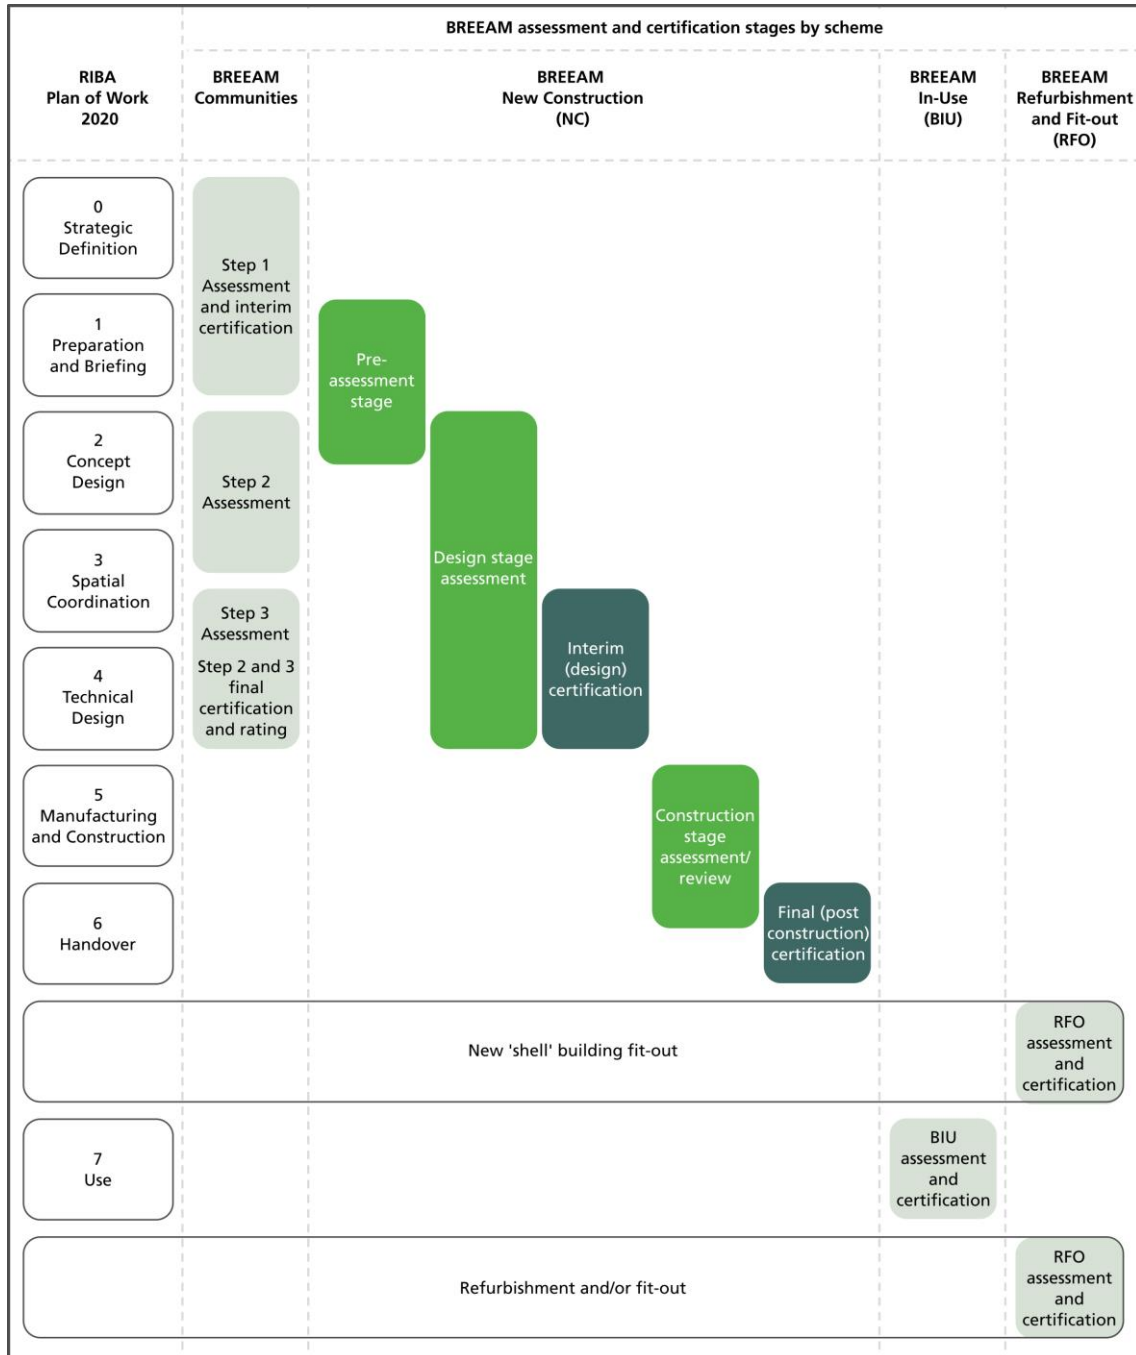 BREEAM assessment and certification stages by scheme
RIBA
Plan of Work
2020
BREEAM
Communities
BREEAM
New Construction
(NC)
BREEAM
In-Use
(BIU)
BREEAM
Refurbishment
and Fit-out
(RFO)
0
Strategic
Definition
1
Preparation
and Briefing
2
Concept
Design
3
Spatial
Coordination
4
Technical
Design
5
Manufacturing
and Construction
6
Handover
Step 1
Assessment
and interim
certification
Step 2
Assessment
Step 3
Assessment
Step 2 and 3
final
certification
and rating
Pre-
assessment
stage
Design stage
assessment
Interim
(design)
certification
Construction
stage
assessment/
review
Final (post
construction)
certification
New 'shell' building fit-out
RFO
assessment
and
certification
7
Use
BIU
assessment
and
certification
Refurbishment and/or fit-out
RFO
assessment
and
certification